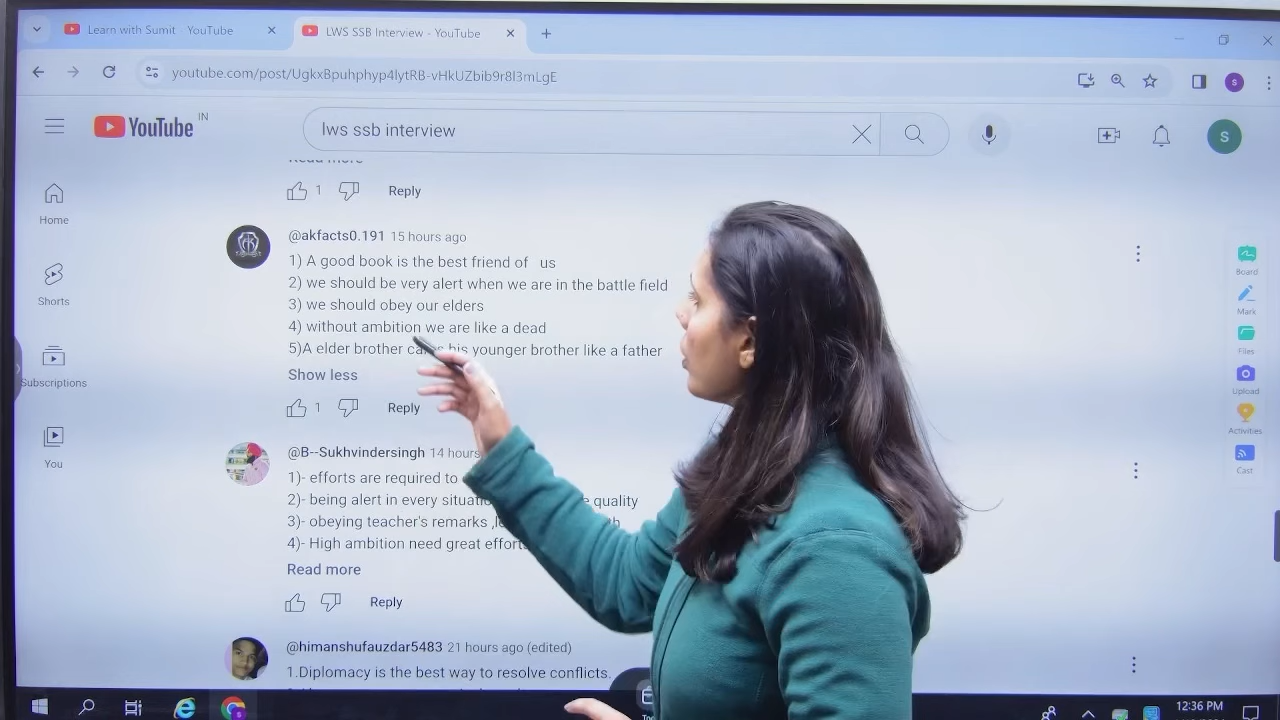 Learn with Sumit - YouTube
LWS SSB Interview - YouTube
youtube.com/post/UgkxBpuhphyp4lytRB-vHkUZbib9r8I3mLgE
YouTube IN
lws ssb interview
S
Home
Shorts
Subscriptions
You
Read more
1
Reply
@akfacts0.191 15 hours ago
1) A good book is the best friend of us
2) we should be very alert when we are in the battle field
3) we should obey our elders
4) without ambition we are like a dead
5)A elder brother cares his younger brother like a father
Show less
1
Reply
@B--Sukhvindersingh 14 hours
1)- efforts are required to
2)- being alert in every quality
3)- obeying teacher's remarks
4)- High ambition need great efforts
Read more
Reply
@himanshufauzdar5483 21 hours ago (edited)
1.Diplomacy is the best way to resolve conflicts.
Board
Mark
Files
Upload
Activities
Cast
12:36 PM